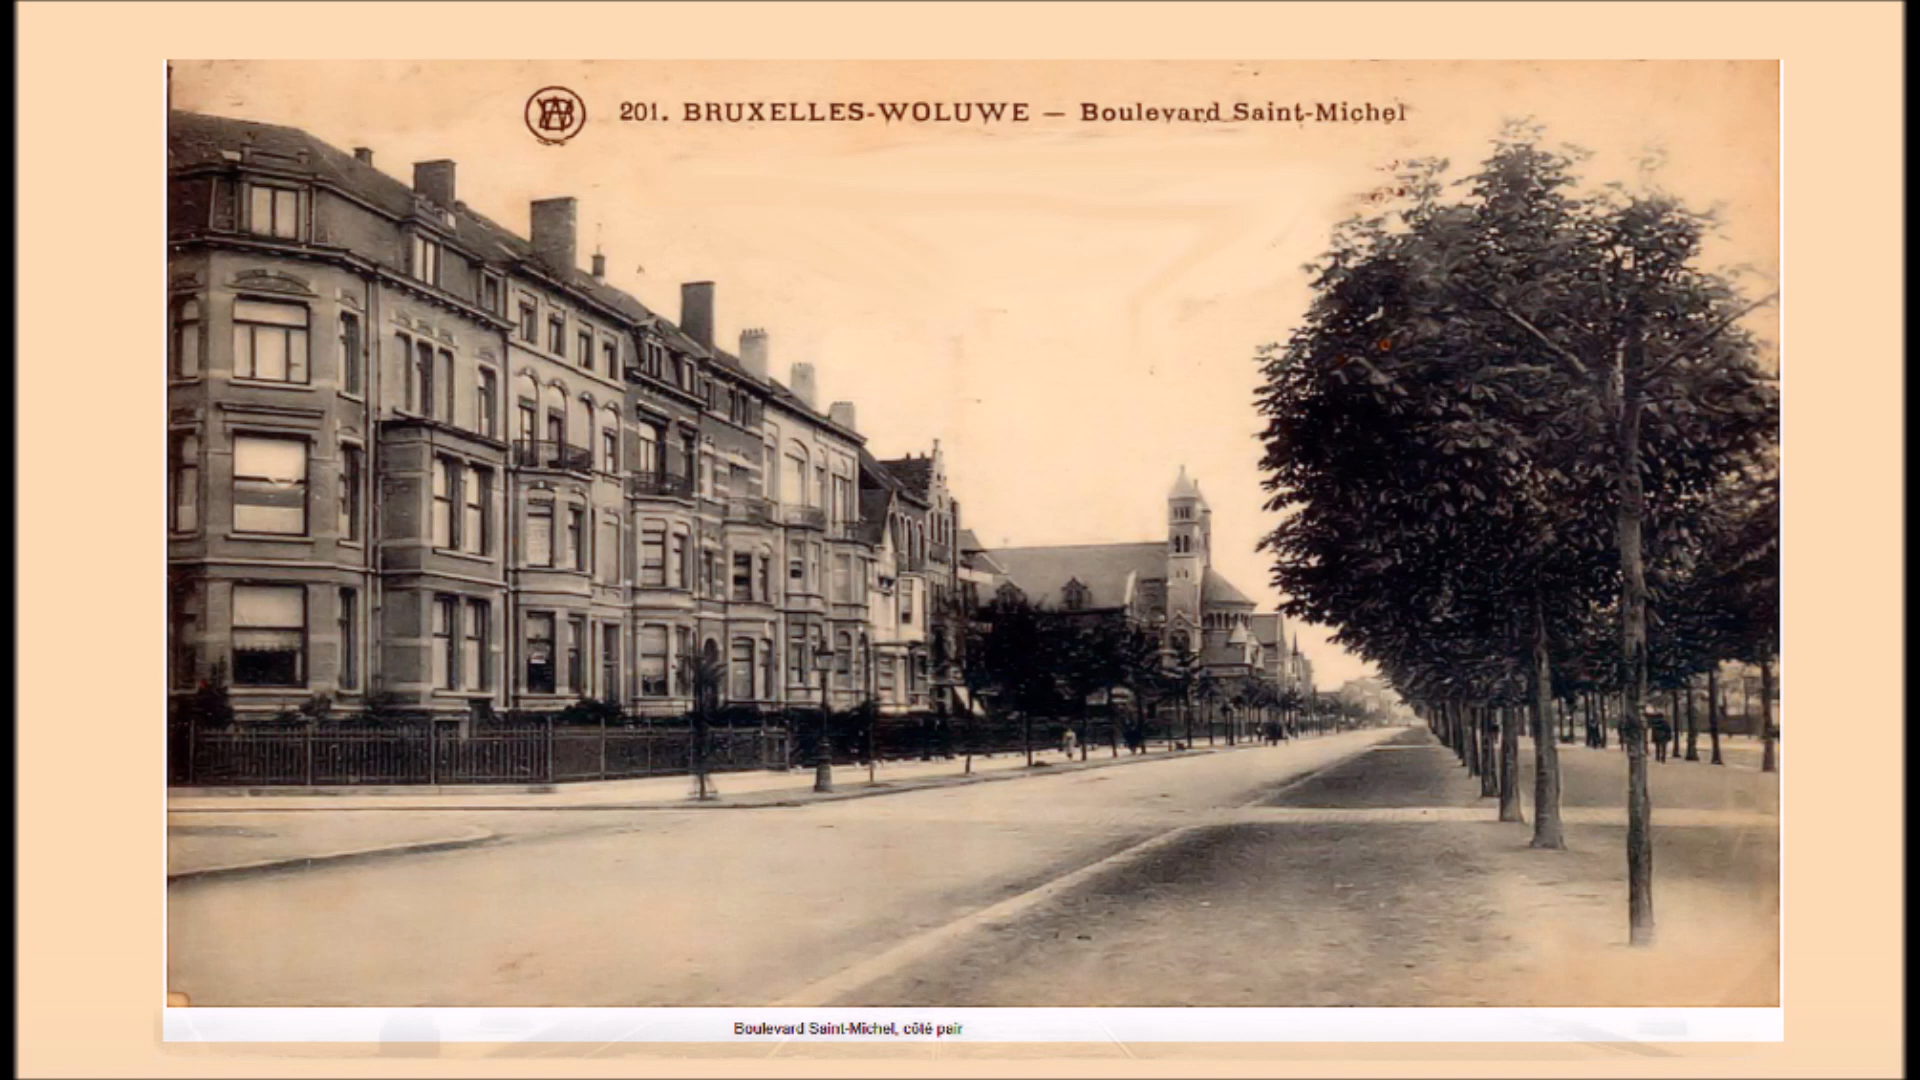 201. BRUXELLES-WOLUWE — Boulevard Saint-Michel
Boulevard Saint-Michel, côté pair